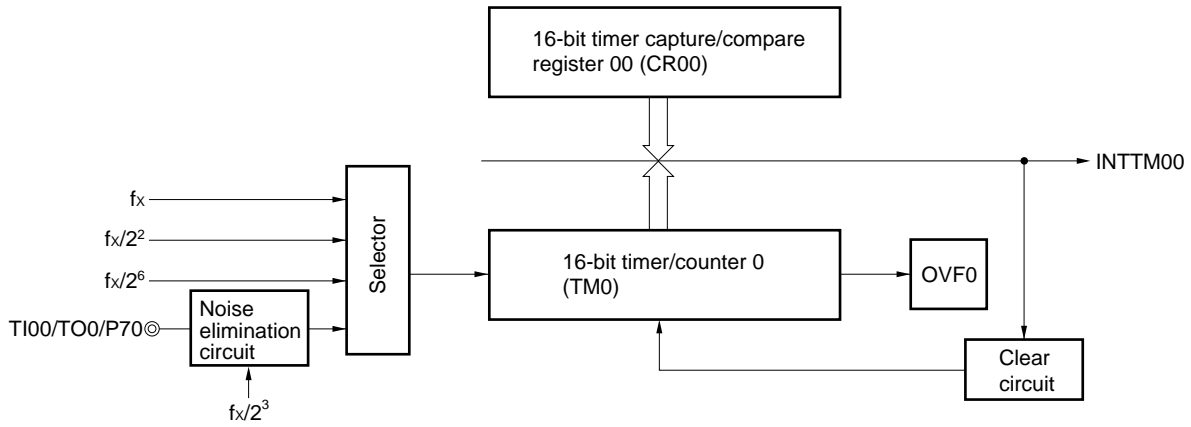 16-bit timer capture/compare
register 00 (CR00)
INTTM00
fX
fX/2²
fX/2⁶
Selector
16-bit timer/counter 0
(TM0)
OVF0
TI00/TO0/P70
Noise
elimination
circuit
Clear
circuit
fX/2³